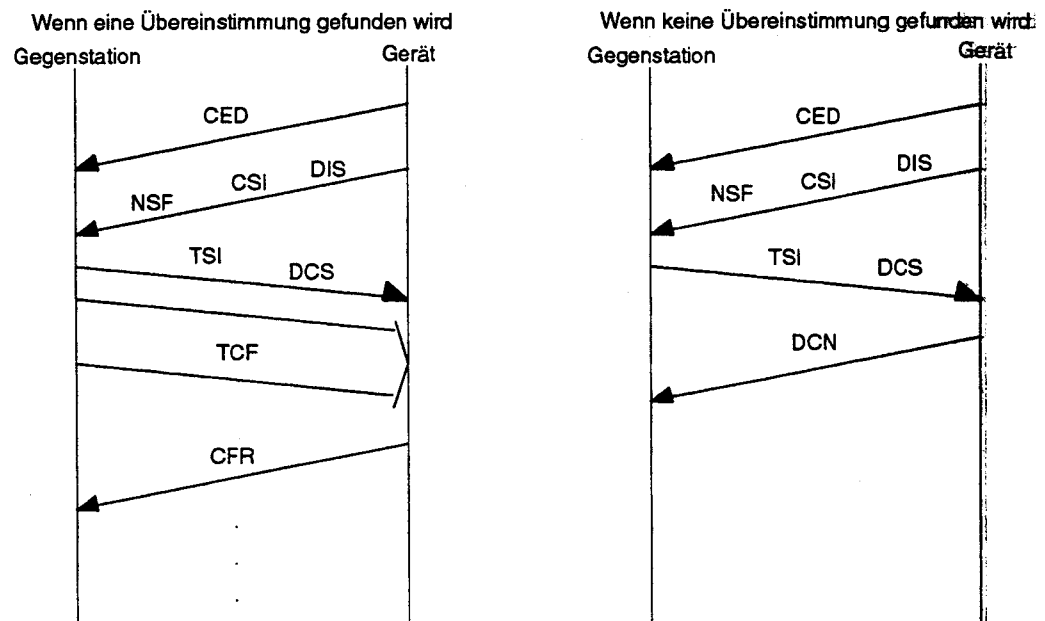 Wenn eine Übereinstimmung gefunden wird
Gegenstation
Gerät
CED
DIS
CSI
NSF
TSI
DCS
TCF
CFR
Wenn keine Übereinstimmung gefunden wird
Gegenstation
Gerät
CED
DIS
CSI
NSF
TSI
DCS
DCN